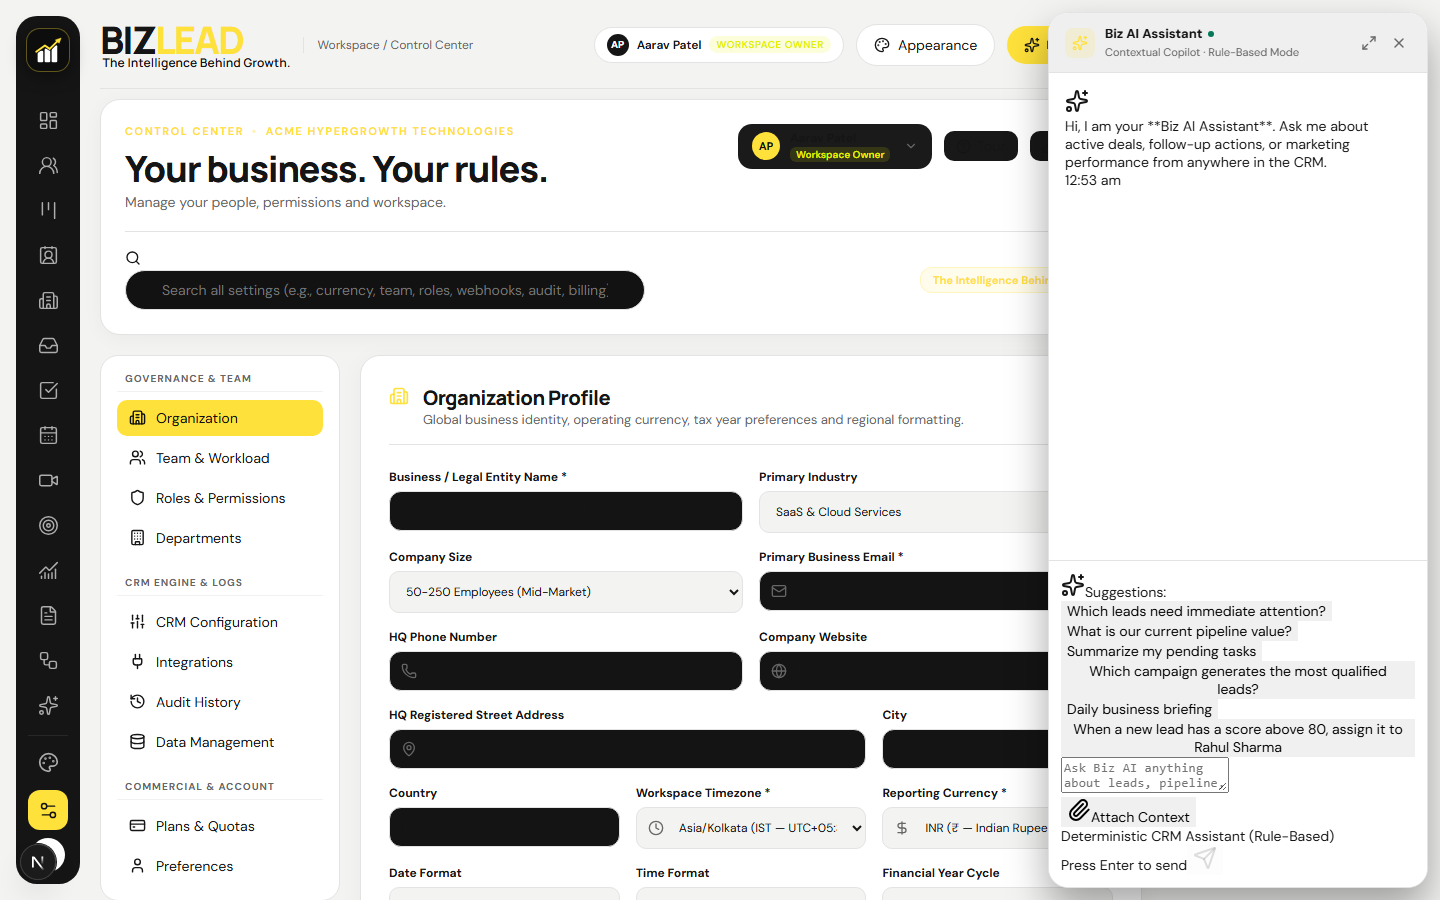 BIZLEAD
The Intelligence Behind Growth.
Workspace / Control Center
AP
Aarav Patel
WORKSPACE OWNER
Appearance
CONTROL CENTER · ACME HYPERGROWTH TECHNOLOGIES
Your business. Your rules.
Manage your people, permissions and workspace.
AP
Aarav Patel
Workspace Owner
Search all settings (e.g., currency, team, roles, webhooks, audit, billing)
The Intelligence Behin
GOVERNANCE & TEAM
Organization
Team & Workload
Roles & Permissions
Departments
CRM ENGINE & LOGS
CRM Configuration
Integrations
Audit History
Data Management
COMMERCIAL & ACCOUNT
Plans & Quotas
Preferences
N
Organization Profile
Global business identity, operating currency, tax year preferences and regional formatting.
Business / Legal Entity Name *
Primary Industry
SaaS & Cloud Services
Company Size
50-250 Employees (Mid-Market)
Primary Business Email *
HQ Phone Number
Company Website
HQ Registered Street Address
City
Country
Workspace Timezone *
Asia/Kolkata (IST — UTC+05:
Reporting Currency *
INR (₹ — Indian Rupee
Date Format
Time Format
Financial Year Cycle
Biz AI Assistant
Contextual Copilot · Rule-Based Mode
Hi, I am your **Biz AI Assistant**. Ask me about
active deals, follow-up actions, or marketing
performance from anywhere in the CRM.
12:53 am
Suggestions:
Which leads need immediate attention?
What is our current pipeline value?
Summarize my pending tasks
Which campaign generates the most qualified
leads?
Daily business briefing
When a new lead has a score above 80, assign it to
Rahul Sharma
Ask Biz AI anything
about leads, pipeline,
Attach Context
Deterministic CRM Assistant (Rule-Based)
Press Enter to send